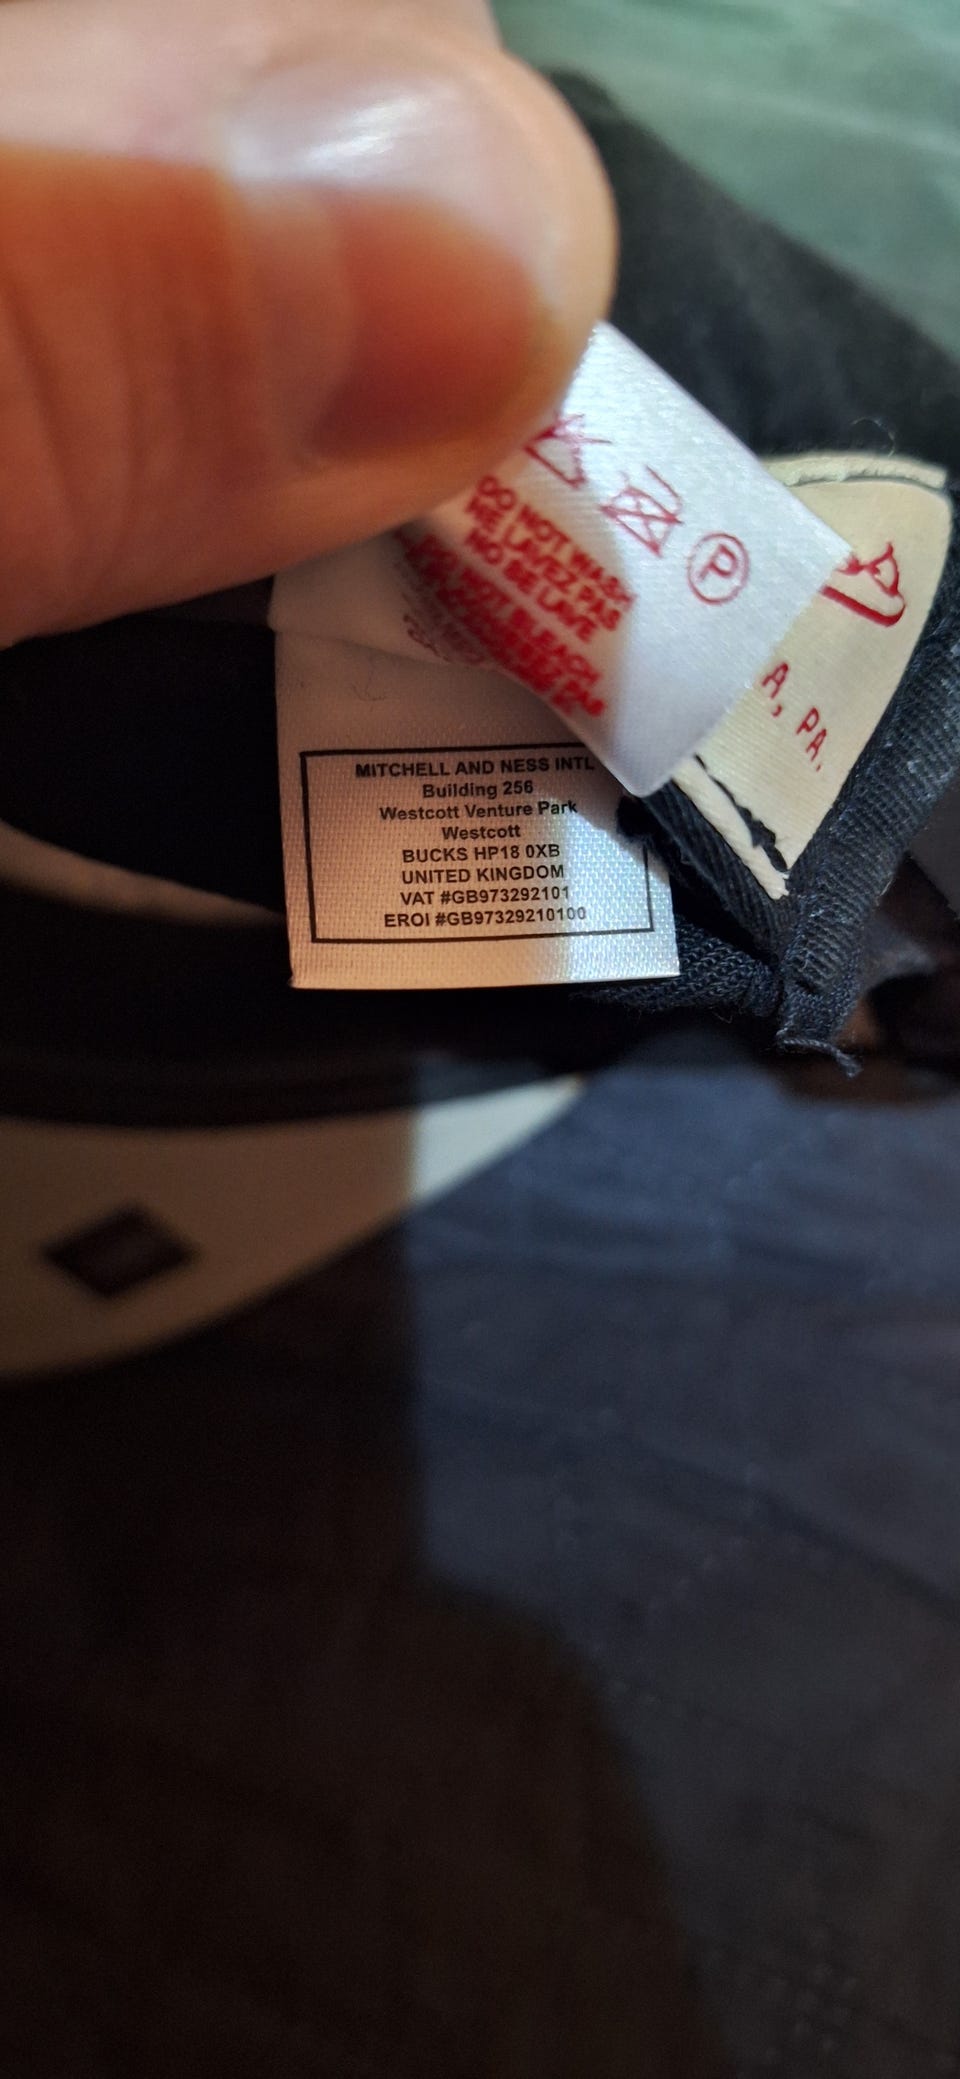 P
DO NOT WASH
NE LAVEZ PAS
NO SE LAVE
A, PA.
MITCHELL AND NESS INTL
Building 256
Westcott Venture Park
Westcott
BUCKS HP18 0XB
UNITED KINGDOM
VAT #GB973292101
EROI #GB97329210100